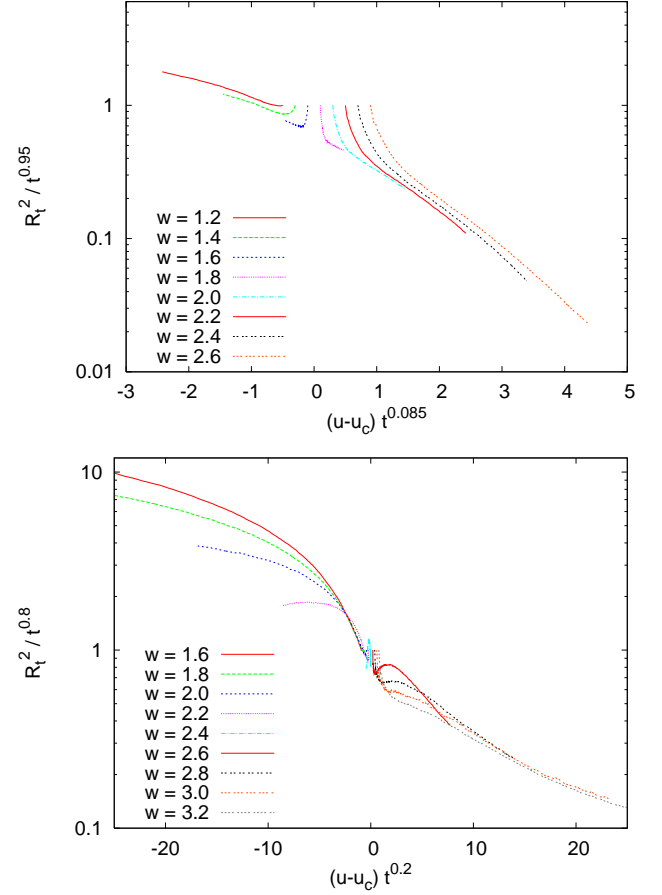 R_t^2 / t^0.95
1
0.1
0.01
w = 1.2
w = 1.4
w = 1.6
w = 1.8
w = 2.0
w = 2.2
w = 2.4
w = 2.6
-3 -2 -1 0 1 2 3 4 5
(u-u_c) t^0.085
R_t^2 / t^0.8
10
1
0.1
w = 1.6
w = 1.8
w = 2.0
w = 2.2
w = 2.4
w = 2.6
w = 2.8
w = 3.0
w = 3.2
-20 -10 0 10 20
(u-u_c) t^0.2